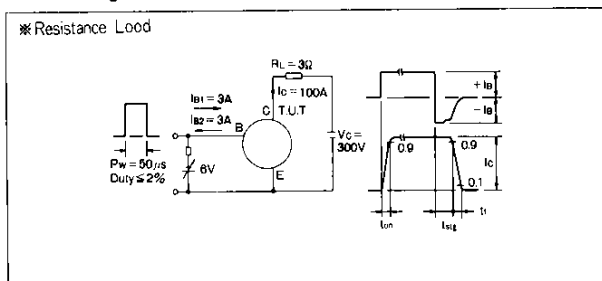 ※Resistance Lood
RL=3Ω
IC=100A
IB1=3A
IB2=3A
C
T.U.T
B
E
VC=
300V
PW=50μs
Duty≦2%
6V
+IB
-IB
0.9
0.9
IC
0.1
ton
tstg
tf